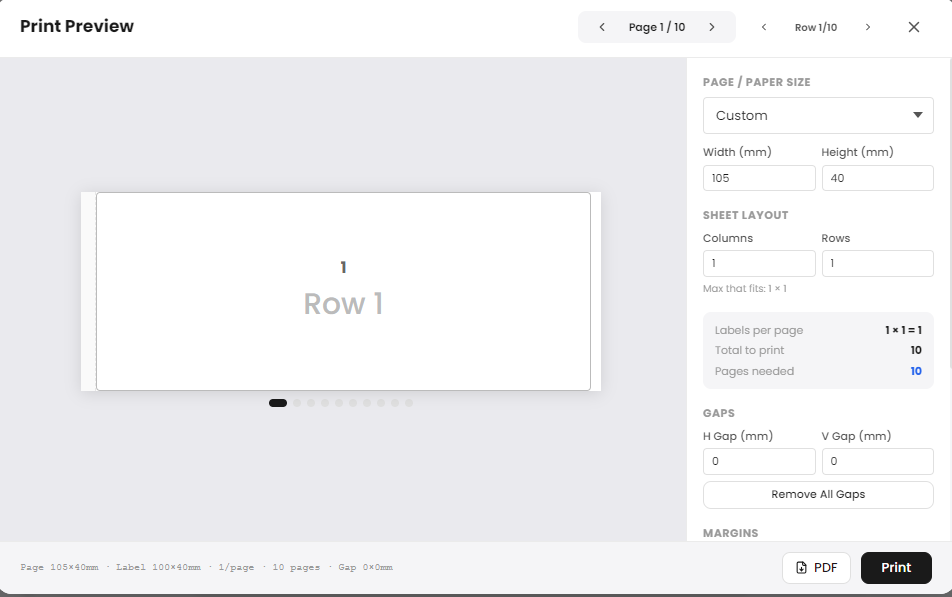 Print Preview
Page 1 / 10
Row 1/10
PAGE / PAPER SIZE
Custom
Width (mm) Height (mm)
105 40
SHEET LAYOUT
Columns Rows
1 1
Max that fits: 1 × 1
Labels per page 1 × 1 = 1
Total to print 10
Pages needed 10
GAPS
H Gap (mm) V Gap (mm)
0 0
Remove All Gaps
MARGINS
1
Row 1
Page 105×40mm · Label 100×40mm · 1/page · 10 pages · Gap 0×0mm
PDF
Print